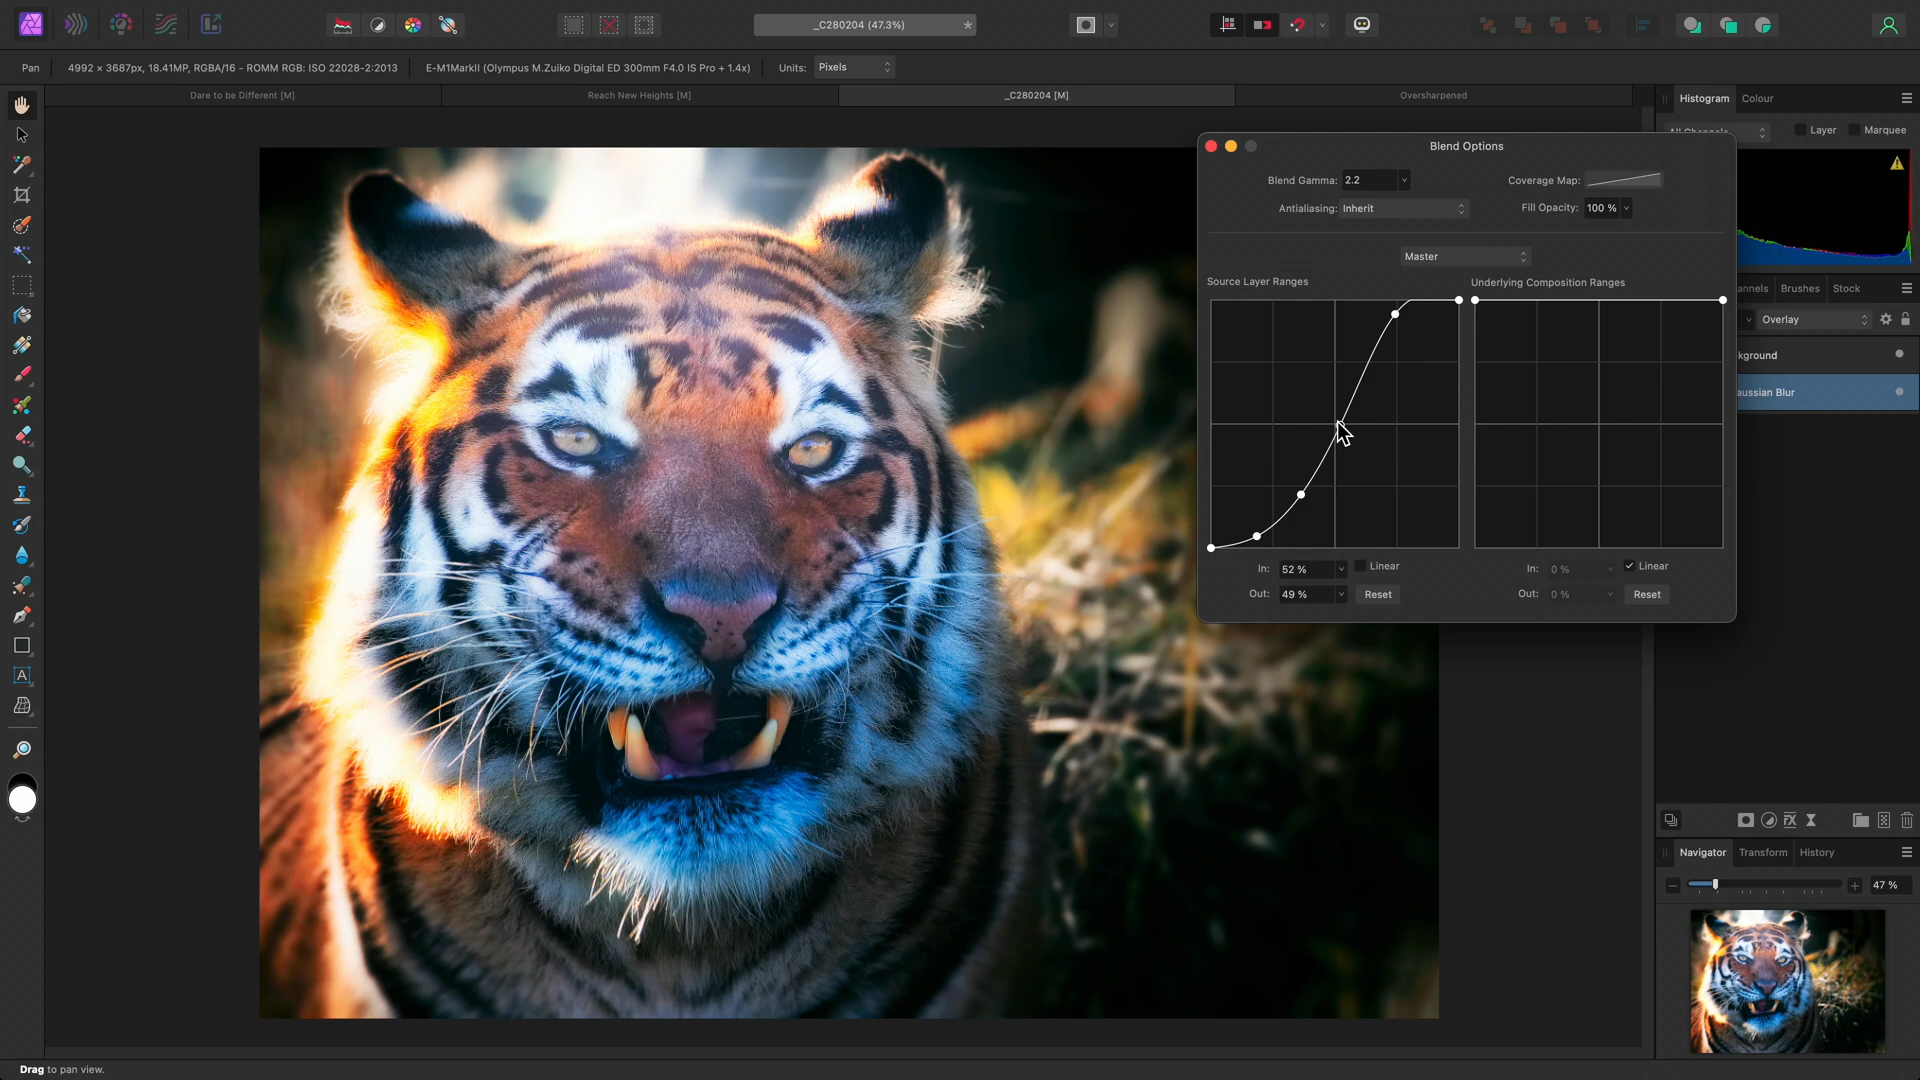 _C280204 (47.3%)
*
Pan
4992 × 3687px, 18.41MP, RGBA/16 - ROMM RGB: ISO 22028-2:2013
E-M1MarkII (Olympus M.Zuiko Digital ED 300mm F4.0 IS Pro + 1.4x)
Units: Pixels
Dare to be Different [M]
Reach New Heights [M]
_C280204 [M]
Oversharpened
Histogram
Colour
Layer
Marquee
Blend Options
Blend Gamma: 2.2
Coverage Map:
Antialiasing: Inherit
Fill Opacity: 100 %
Master
Source Layer Ranges
Underlying Composition Ranges
annels
Brushes
Stock
Overlay
kground
aussian Blur
In: 52 %
Linear
In: 0 %
Linear
Out: 49 %
Reset
Out: 0 %
Reset
A
Navigator
Transform
History
47 %
Drag to pan view.